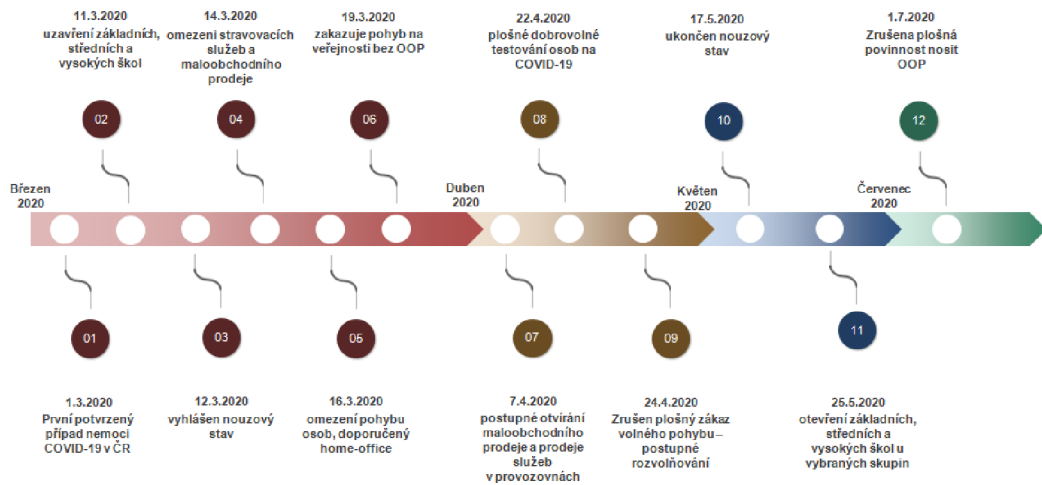 11.3.2020
uzavření základních,
středních a
vysokých škol
14.3.2020
omezení stravovacích
služeb a
maloobchodního
prodeje
19.3.2020
zakazuje pohyb na
veřejnosti bez OOP
22.4.2020
plošné dobrovolné
testování osob na
COVID-19
17.5.2020
ukončen nouzový
stav
1.7.2020
Zrušena plošná
povinnost nosit
OOP
02
04
06
08
10
12
Březen
2020
Duben
2020
Květen
2020
Červenec
2020
01
03
05
07
09
11
1.3.2020
První potvrzený
případ nemoci
COVID-19 v ČR
12.3.2020
vyhlášen nouzový
stav
16.3.2020
omezení pohybu
osob, doporučený
home-office
7.4.2020
postupné otvírání
maloobchodního
prodeje a prodeje
služeb
v provozovnách
24.4.2020
Zrušen plošný zákaz
volného pohybu –
postupné
rozvolňování
25.5.2020
otevření základních,
středních a
vysokých škol u
vybraných skupin